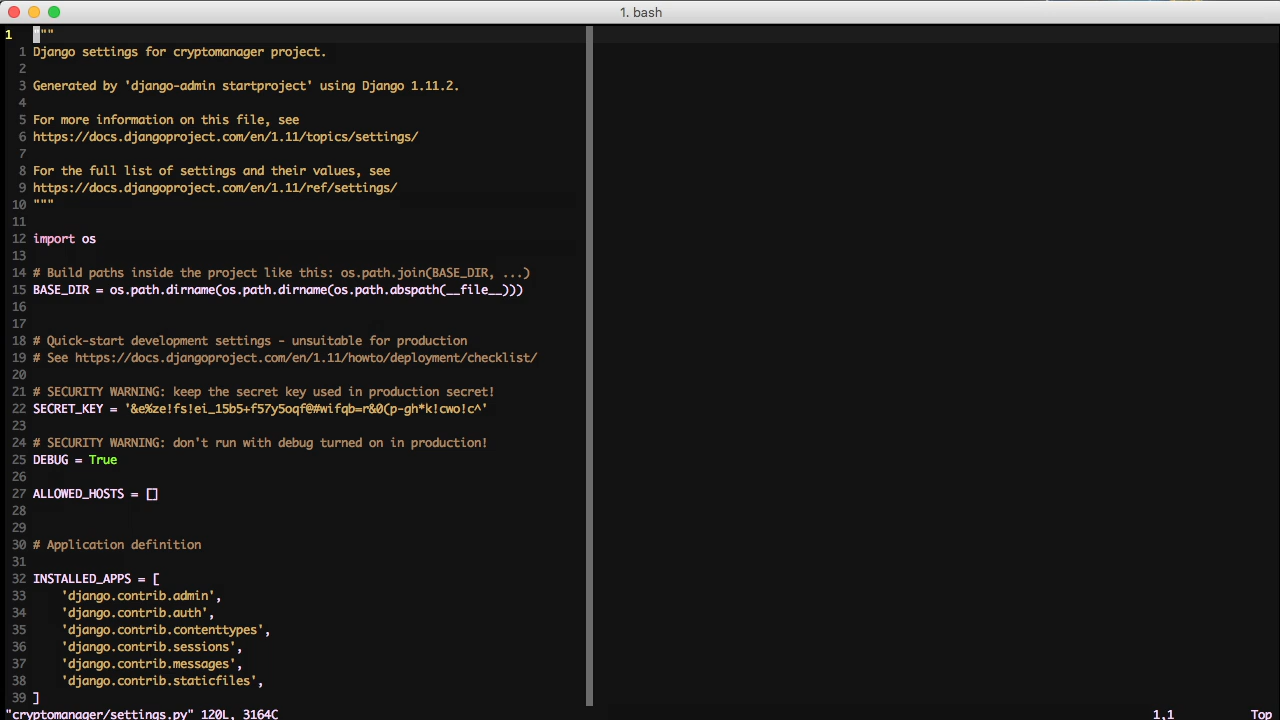 1. bash
1 """
1 Django settings for cryptomanager project.
2
3 Generated by 'django-admin startproject' using Django 1.11.2.
4
5 For more information on this file, see
6 https://docs.djangoproject.com/en/1.11/topics/settings/
7
8 For the full list of settings and their values, see
9 https://docs.djangoproject.com/en/1.11/ref/settings/
10 """
11
12 import os
13
14 # Build paths inside the project like this: os.path.join(BASE_DIR, ...)
15 BASE_DIR = os.path.dirname(os.path.dirname(os.path.abspath(__file__)))
16
17
18 # Quick-start development settings - unsuitable for production
19 # See https://docs.djangoproject.com/en/1.11/howto/deployment/checklist/
20
21 # SECURITY WARNING: keep the secret key used in production secret!
22 SECRET_KEY = '&e%ze!fs!ei_15b5+f57y5oqf@#wifqb=r&0(p-gh*k!cwo!c^'
23
24 # SECURITY WARNING: don't run with debug turned on in production!
25 DEBUG = True
26
27 ALLOWED_HOSTS = []
28
29
30 # Application definition
31
32 INSTALLED_APPS = [
33     'django.contrib.admin',
34     'django.contrib.auth',
35     'django.contrib.contenttypes',
36     'django.contrib.sessions',
37     'django.contrib.messages',
38     'django.contrib.staticfiles',
39 ]
"cryptomanager/settings.py" 120L, 3164C 1,1 Top